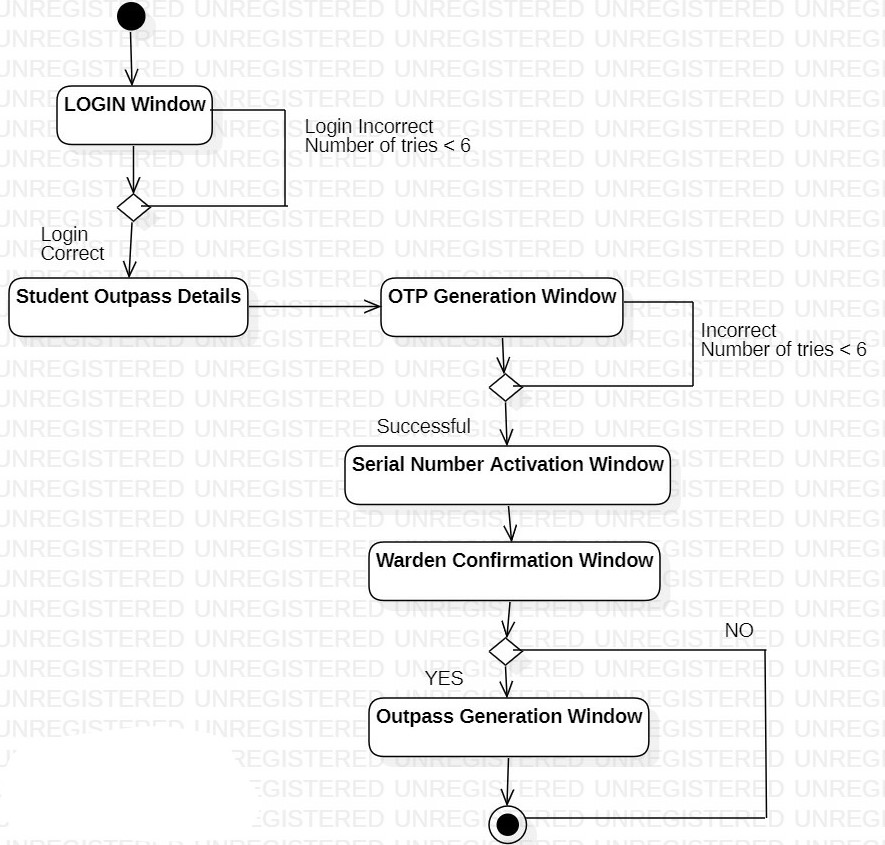 LOGIN Window
Login Incorrect
Number of tries < 6
Login
Correct
Student Outpass Details
OTP Generation Window
Incorrect
Number of tries < 6
Successful
Serial Number Activation Window
Warden Confirmation Window
NO
YES
Outpass Generation Window
UNREGISTERED